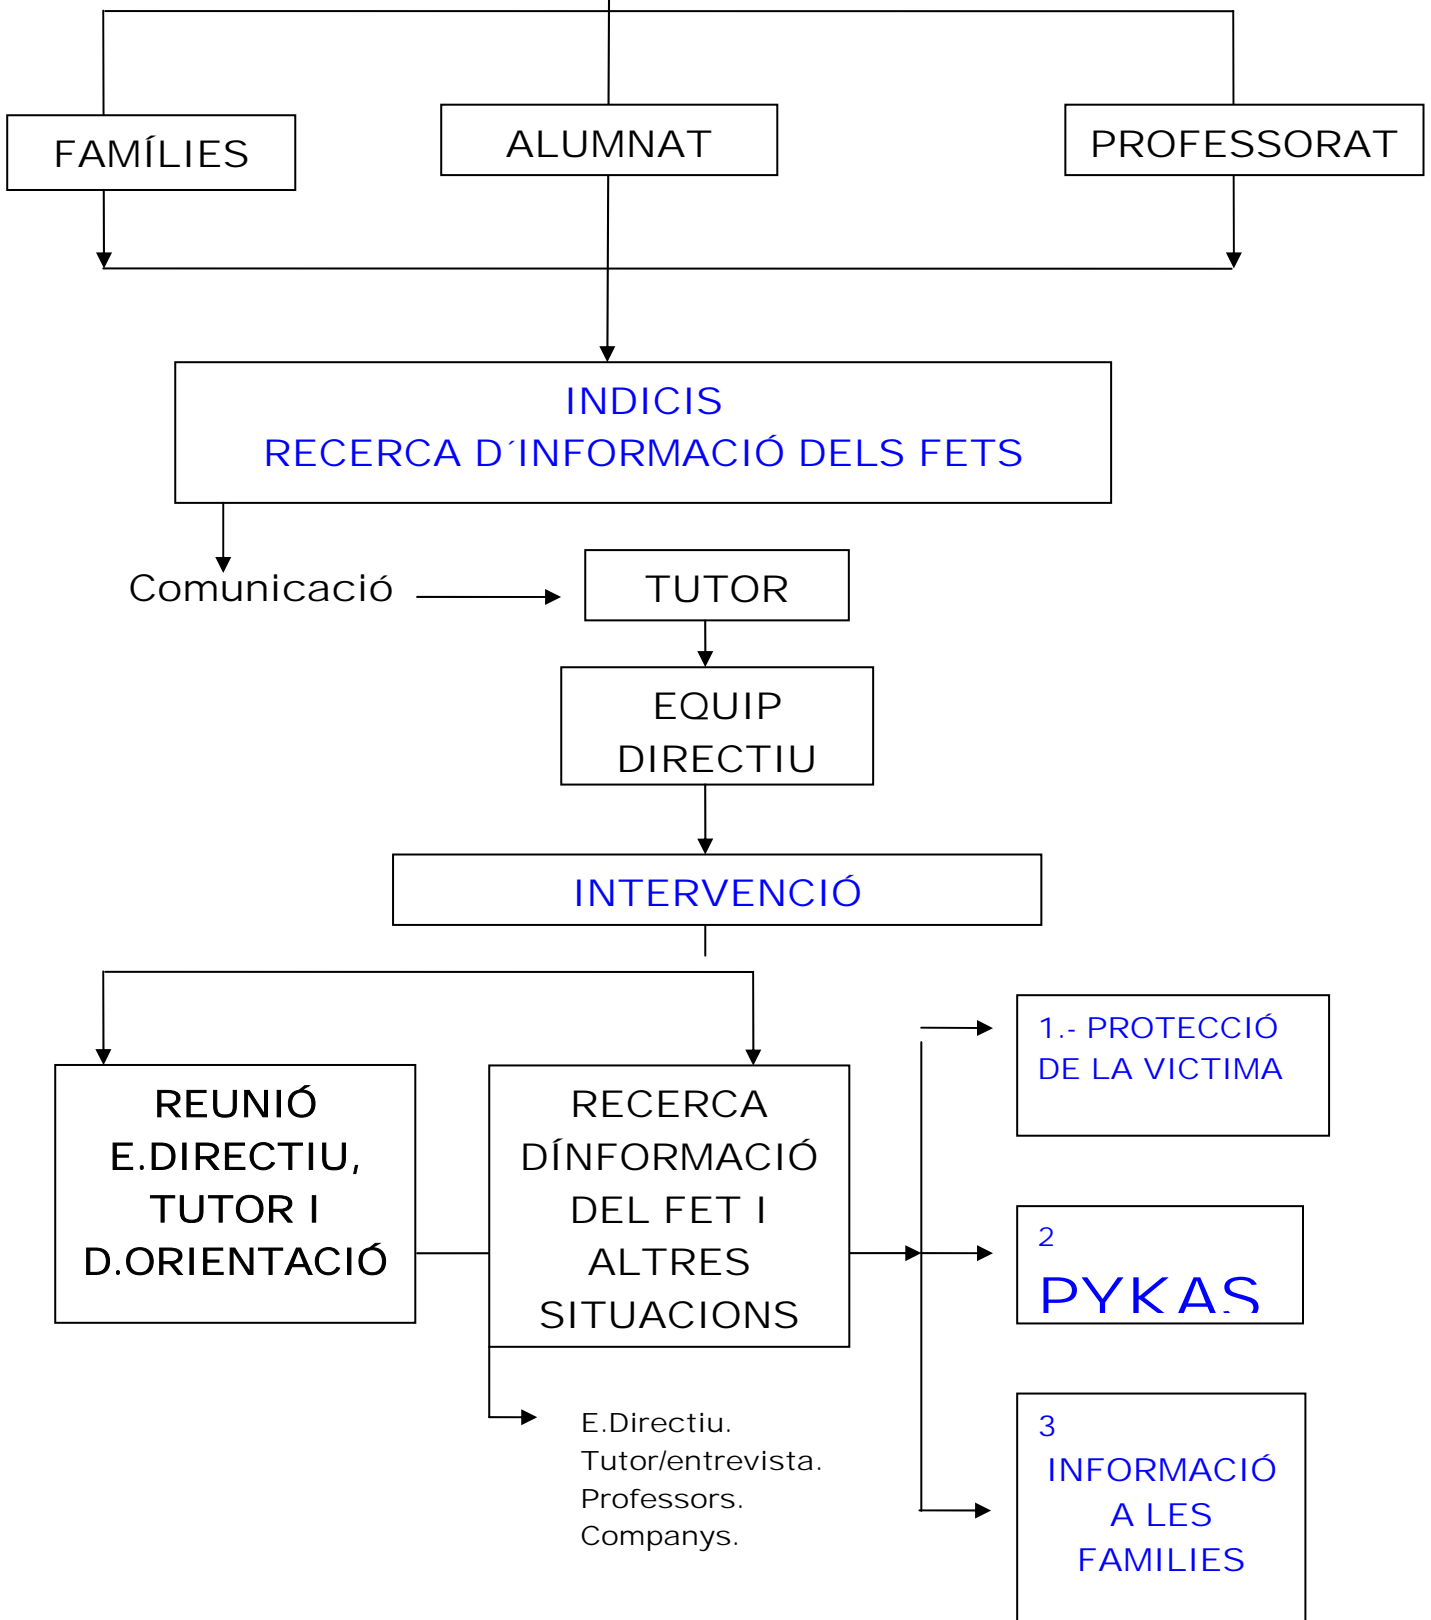 FAMÍLIES
ALUMNAT
PROFESSORAT
INDICIS
RECERCA D´INFORMACIÓ DELS FETS
Comunicació
TUTOR
EQUIP
DIRECTIU
INTERVENCIÓ
REUNIÓ
E.DIRECTIU,
TUTOR I
D.ORIENTACIÓ
RECERCA
DÍNFORMACIÓ
DEL FET I
ALTRES
SITUACIONS
1.- PROTECCIÓ
DE LA VICTIMA
2
PYKAS
E.Directiu.
Tutor/entrevista.
Professors.
Companys.
3
INFORMACIÓ
A LES
FAMILIES